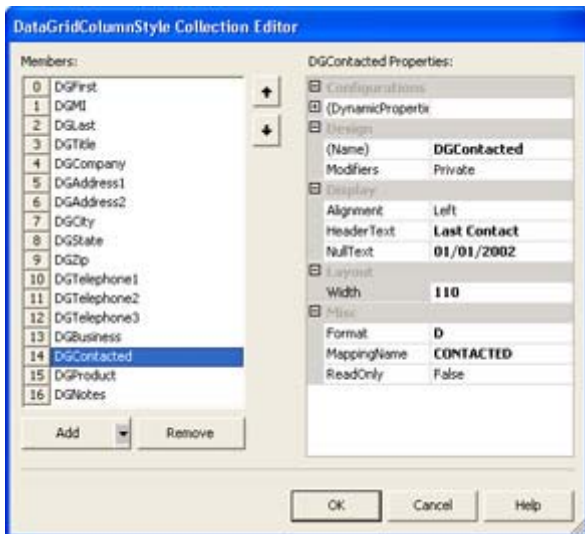 DataGridColumnStyle Collection Editor
Members:
0 DGFirst
1 DGMI
2 DGLast
3 DGTitle
4 DGCompany
5 DGAddress1
6 DGAddress2
7 DGCity
8 DGState
9 DGZip
10 DGTelephone1
11 DGTelephone2
12 DGTelephone3
13 DGBusiness
14 DGContacted
15 DGProduct
16 DGNotes
Add
Remove
DGContacted Properties:
Configurations
(DynamicPropertie
Design
(Name) DGContacted
Modifiers Private
Display
Alignment Left
HeaderText Last Contact
NullText 01/01/2002
Layout
Width 110
Misc
Format D
MappingName CONTACTED
ReadOnly False
OK
Cancel
Help